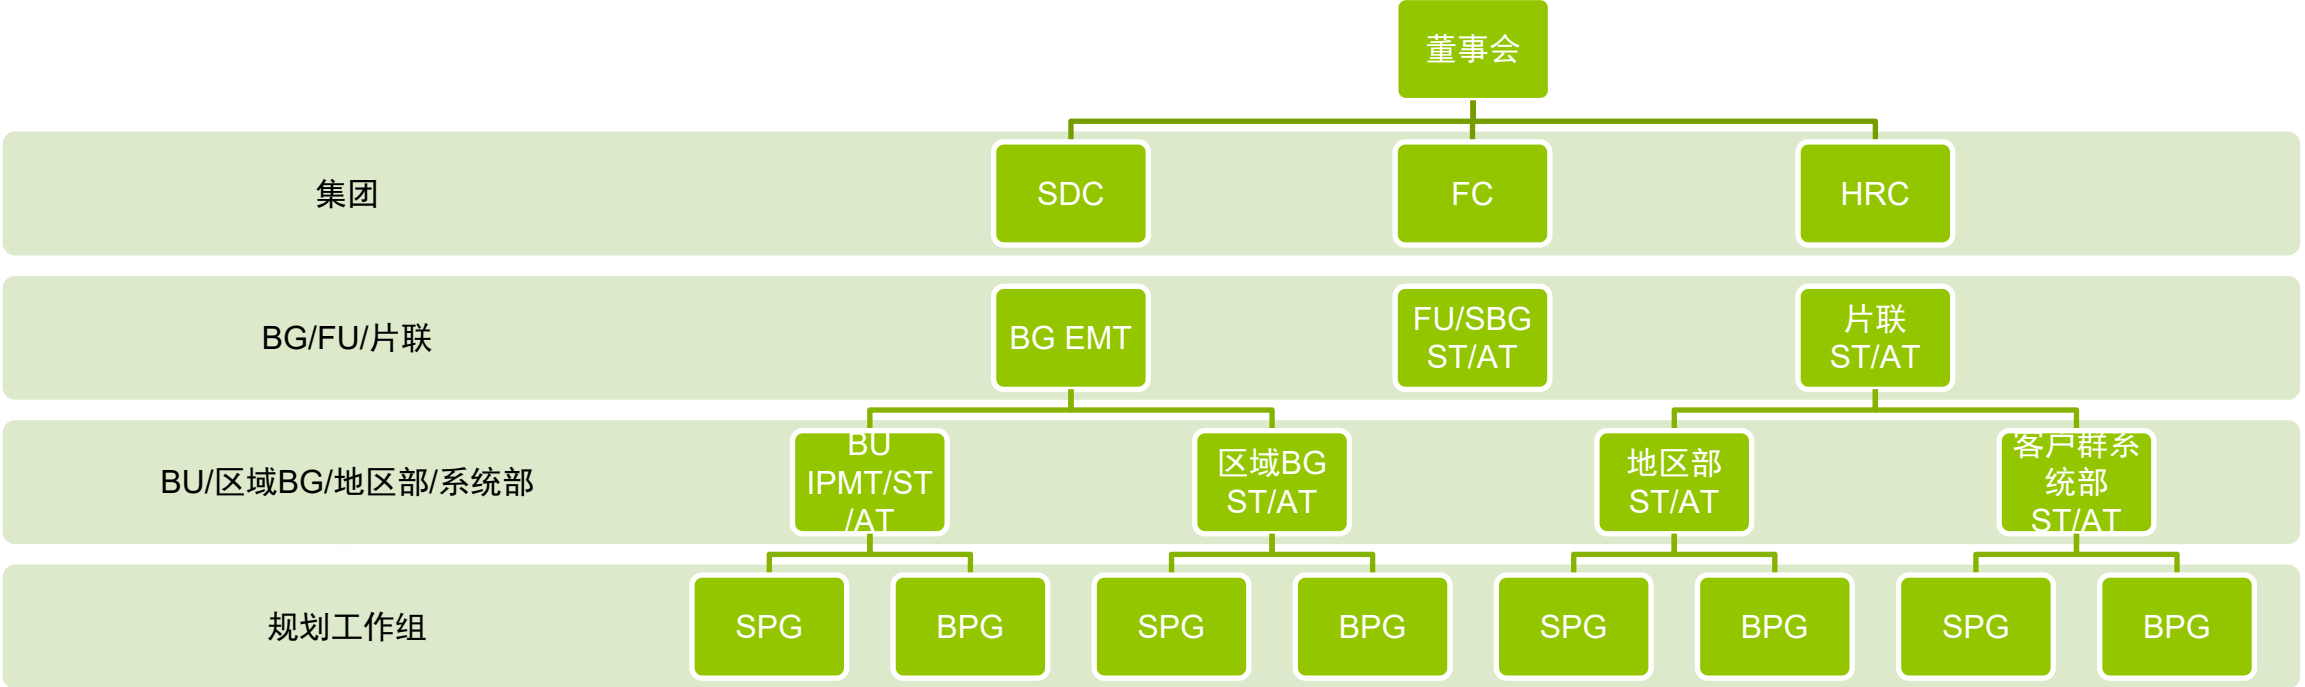 董事会
集团
SDC
FC
HRC
BG/FU/片联
BG EMT
FU/SBG
ST/AT
片联
ST/AT
BU/区域BG/地区部/系统部
BU
IPMT/ST
/AT
区域BG
ST/AT
地区部
ST/AT
客户群系
统部
ST/AT
规划工作组
SPG
BPG
SPG
BPG
SPG
BPG
SPG
BPG